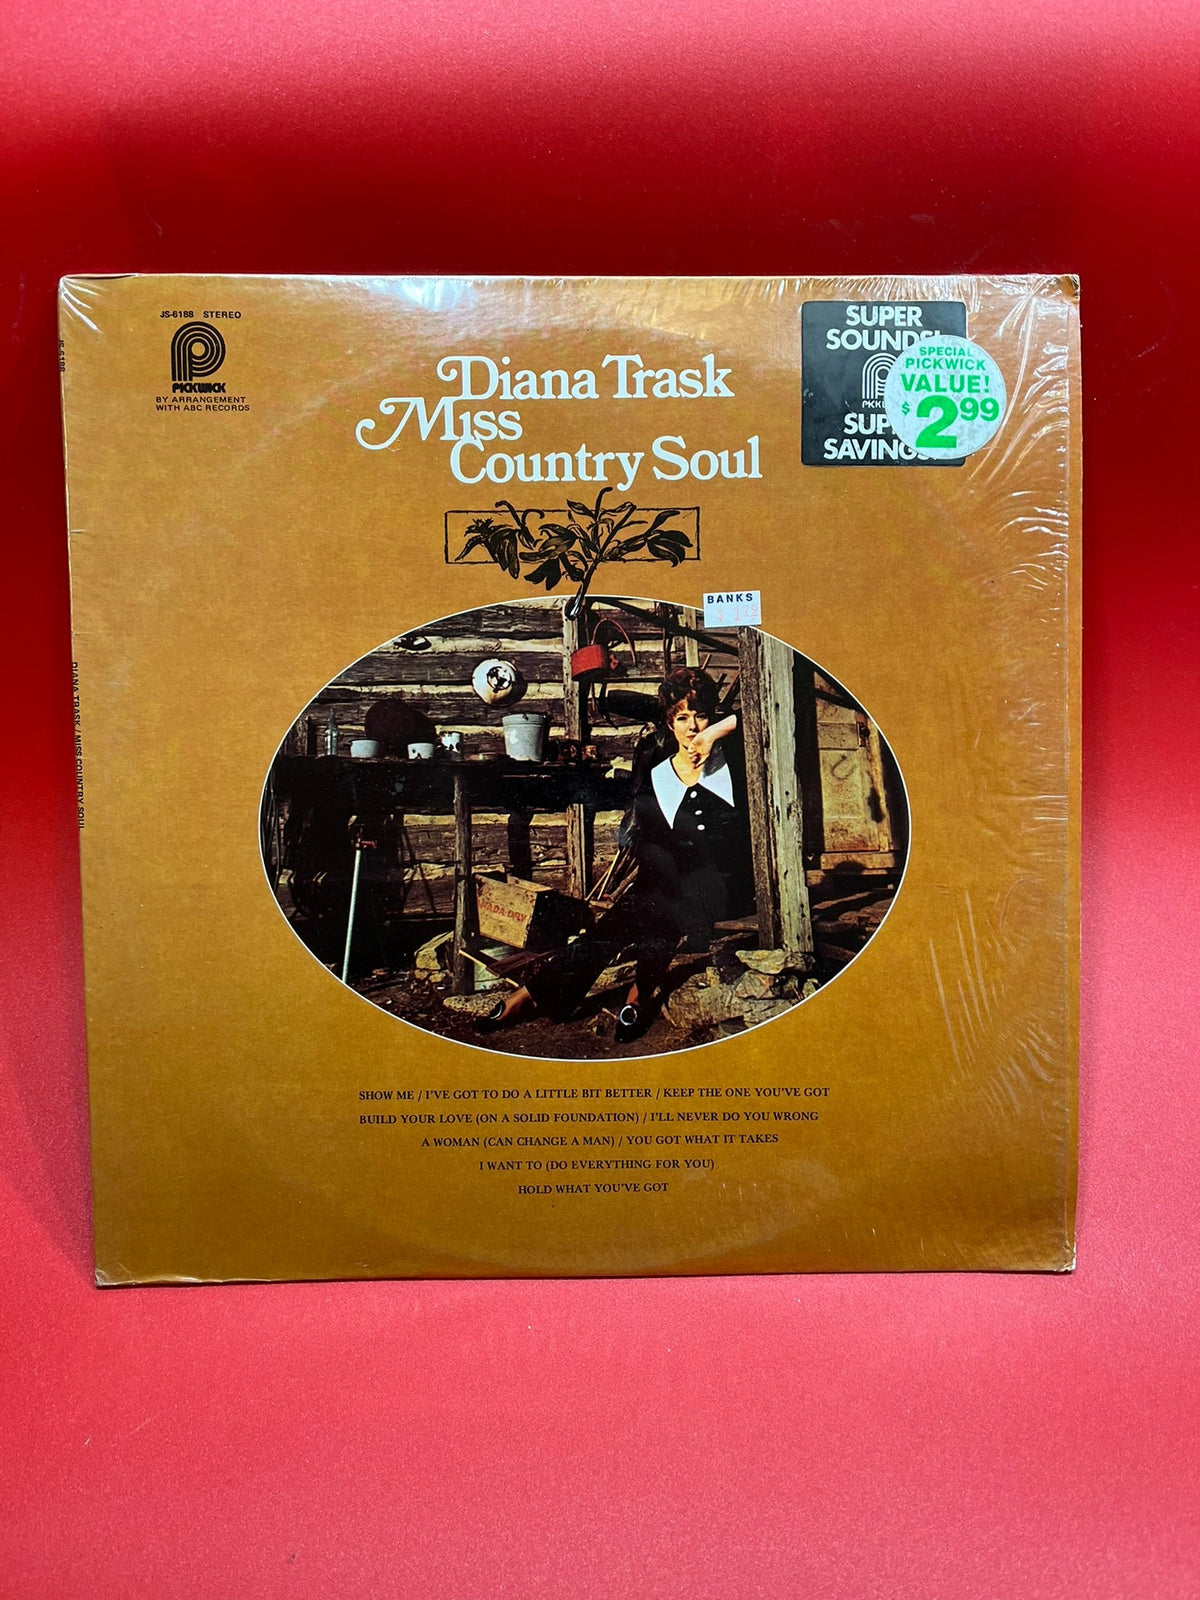 JS-6188 STEREO
PICKWICK
BY ARRANGEMENT
WITH ABC RECORDS
Diana Trask
Miss
Country Soul
SUPER
SOUNDS!
SPECIAL
PICKWICK
VALUE!
$2.99
SAVINGS
BANKS
JS-6188
DIANA TRASK / MISS COUNTRY SOUL
SHOW ME / I'VE GOT TO DO A LITTLE BIT BETTER / KEEP THE ONE YOU'VE GOT
BUILD YOUR LOVE (ON A SOLID FOUNDATION) / I'LL NEVER DO YOU WRONG
A WOMAN (CAN CHANGE A MAN) / YOU GOT WHAT IT TAKES
I WANT TO (DO EVERYTHING FOR YOU)
HOLD WHAT YOU'VE GOT